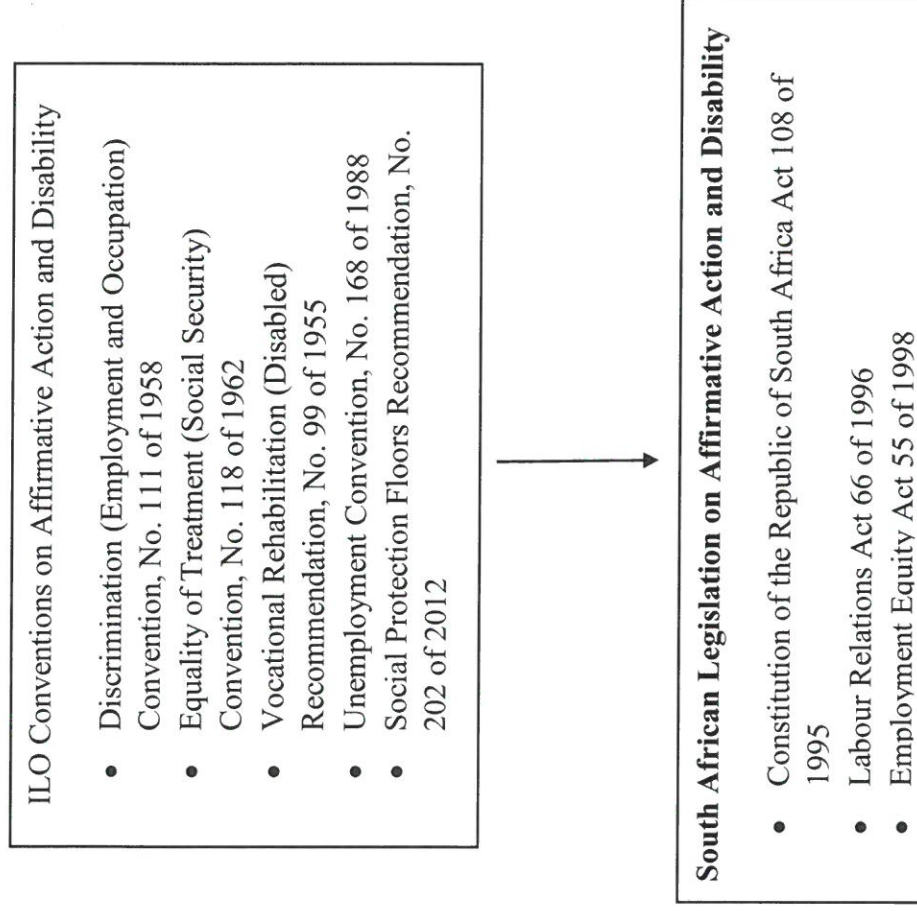 ILO Conventions on Affirmative Action and Disability
• Discrimination (Employment and Occupation)
Convention, No. 111 of 1958
• Equality of Treatment (Social Security)
Convention, No. 118 of 1962
• Vocational Rehabilitation (Disabled)
Recommendation, No. 99 of 1955
• Unemployment Convention, No. 168 of 1988
• Social Protection Floors Recommendation, No.
202 of 2012
South African Legislation on Affirmative Action and Disability
• Constitution of the Republic of South Africa Act 108 of
1995
• Labour Relations Act 66 of 1996
• Employment Equity Act 55 of 1998